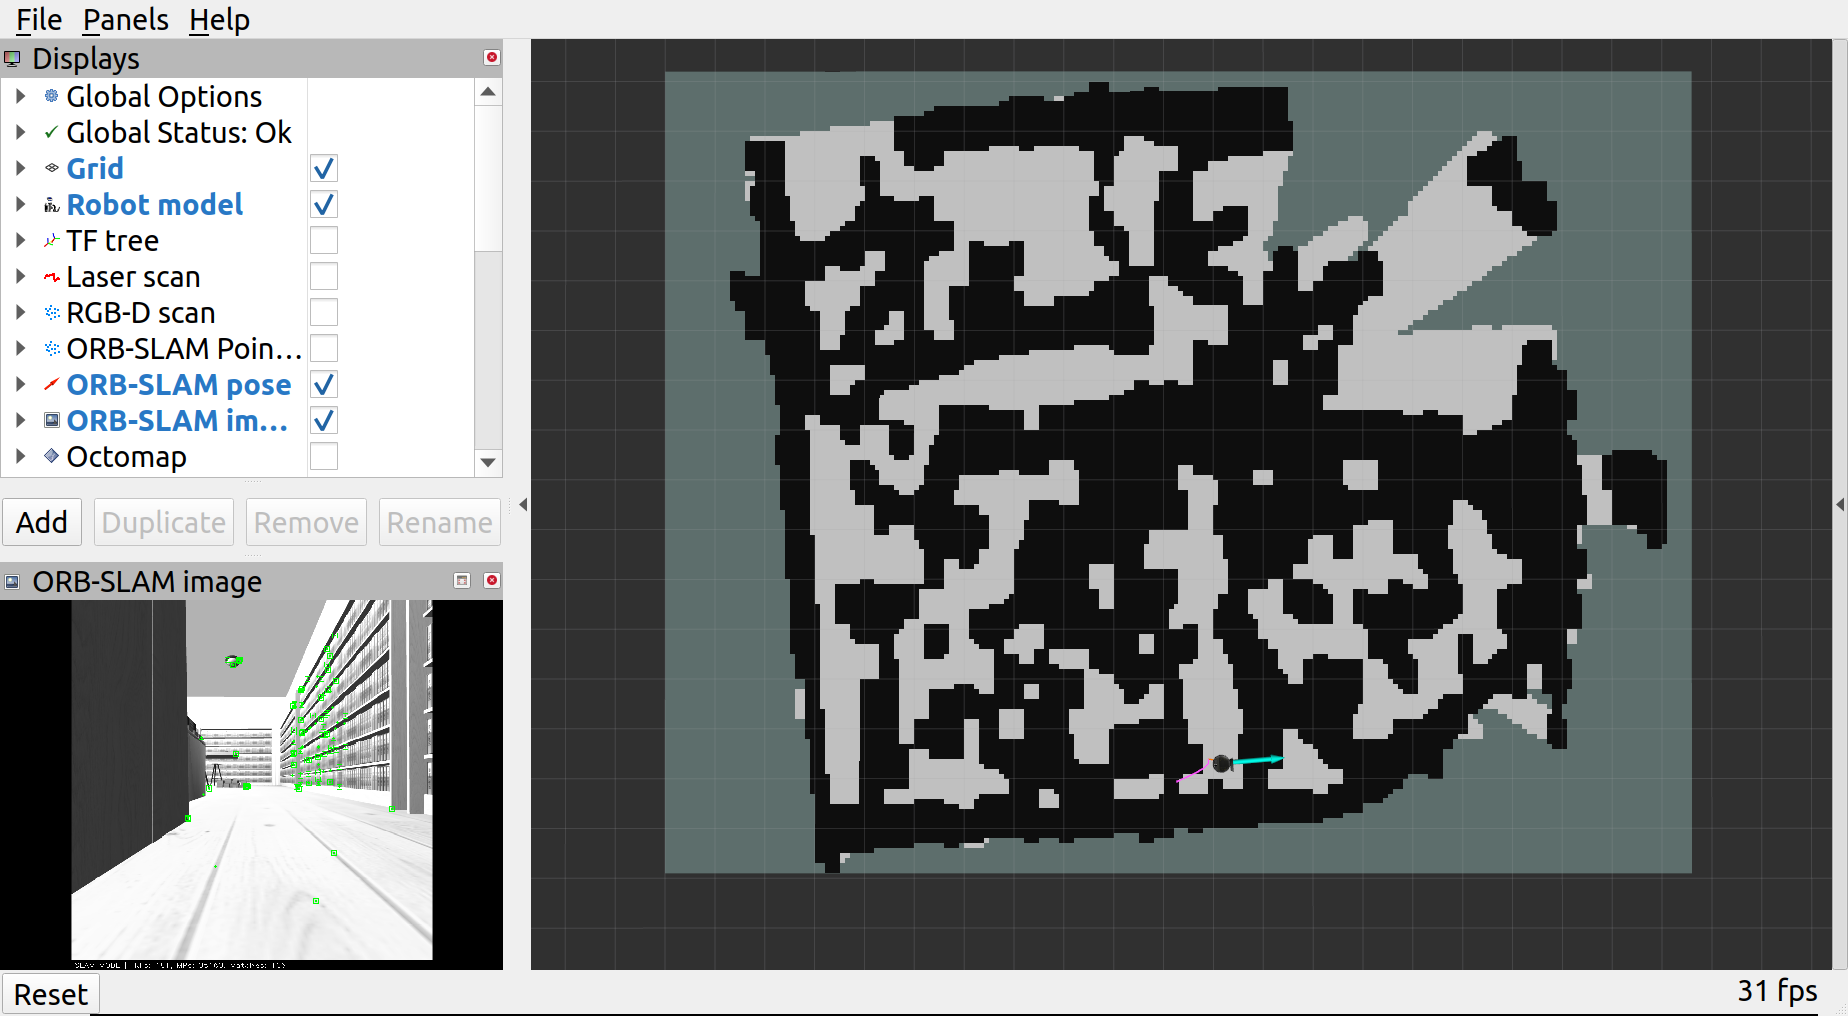 File Panels Help
Displays
Global Options
Global Status: Ok
Grid
Robot model
TF tree
Laser scan
RGB-D scan
ORB-SLAM Poin...
ORB-SLAM pose
ORB-SLAM im...
Octomap
Add Duplicate Remove Rename
ORB-SLAM image
SLAM MODE |
Reset
31 fps